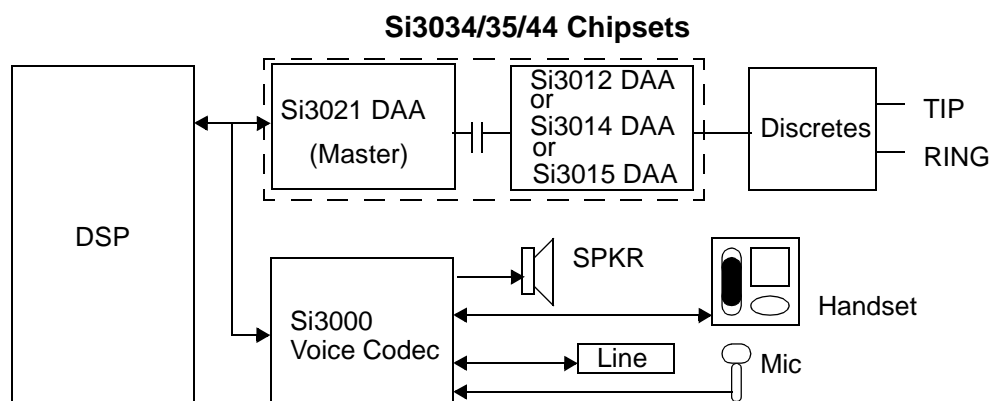 Si3034/35/44 Chipsets
Si3021 DAA
(Master)
Si3012 DAA
or
Si3014 DAA
or
Si3015 DAA
Discretes
TIP
RING
DSP
SPKR
Si3000
Voice Codec
Handset
Line
Mic